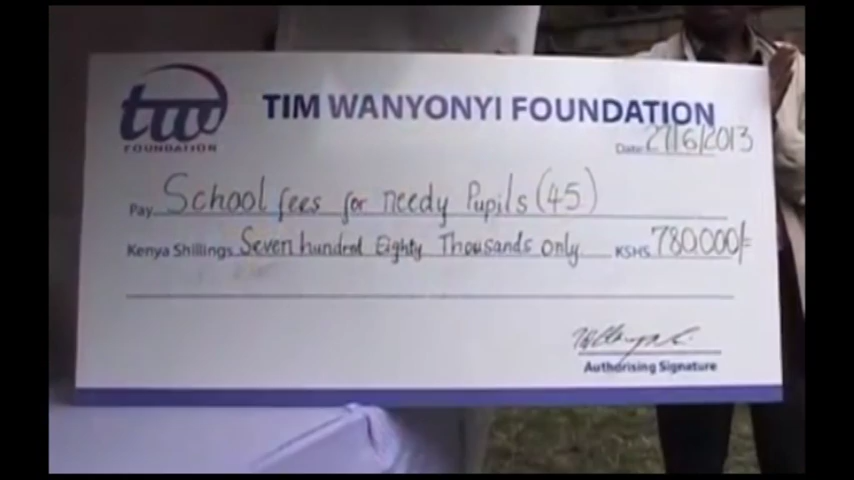 tw
FOUNDATION
TIM WANYONYI FOUNDATION
Date 27/6/2013
Pay School fees for needy Pupils (45)
Kenya Shillings Seven hundred Eighty Thousands only KSHS 780.000/=
Authorising Signature